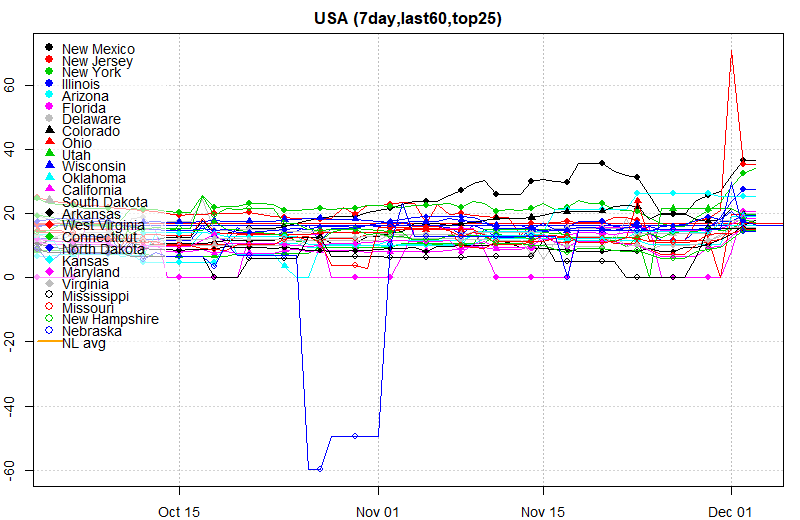 USA (7day,last60,top25)
New Mexico
New Jersey
New York
Illinois
Arizona
Florida
Delaware
Colorado
Ohio
Utah
Wisconsin
Oklahoma
California
South Dakota
Arkansas
West Virginia
Connecticut
North Dakota
Kansas
Maryland
Virginia
Mississippi
Missouri
New Hampshire
Nebraska
NL avg
60
40
20
0
-20
-40
-60
Oct 15 Nov 01 Nov 15 Dec 01